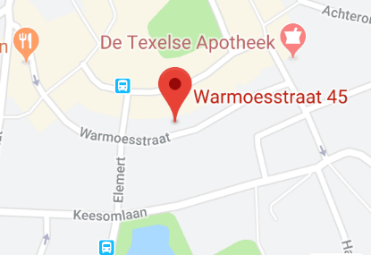 Achteron
De Texelse Apotheek
n
Warmoesstraat 45
Warmoesstraat
Elemert
Keesomlaan